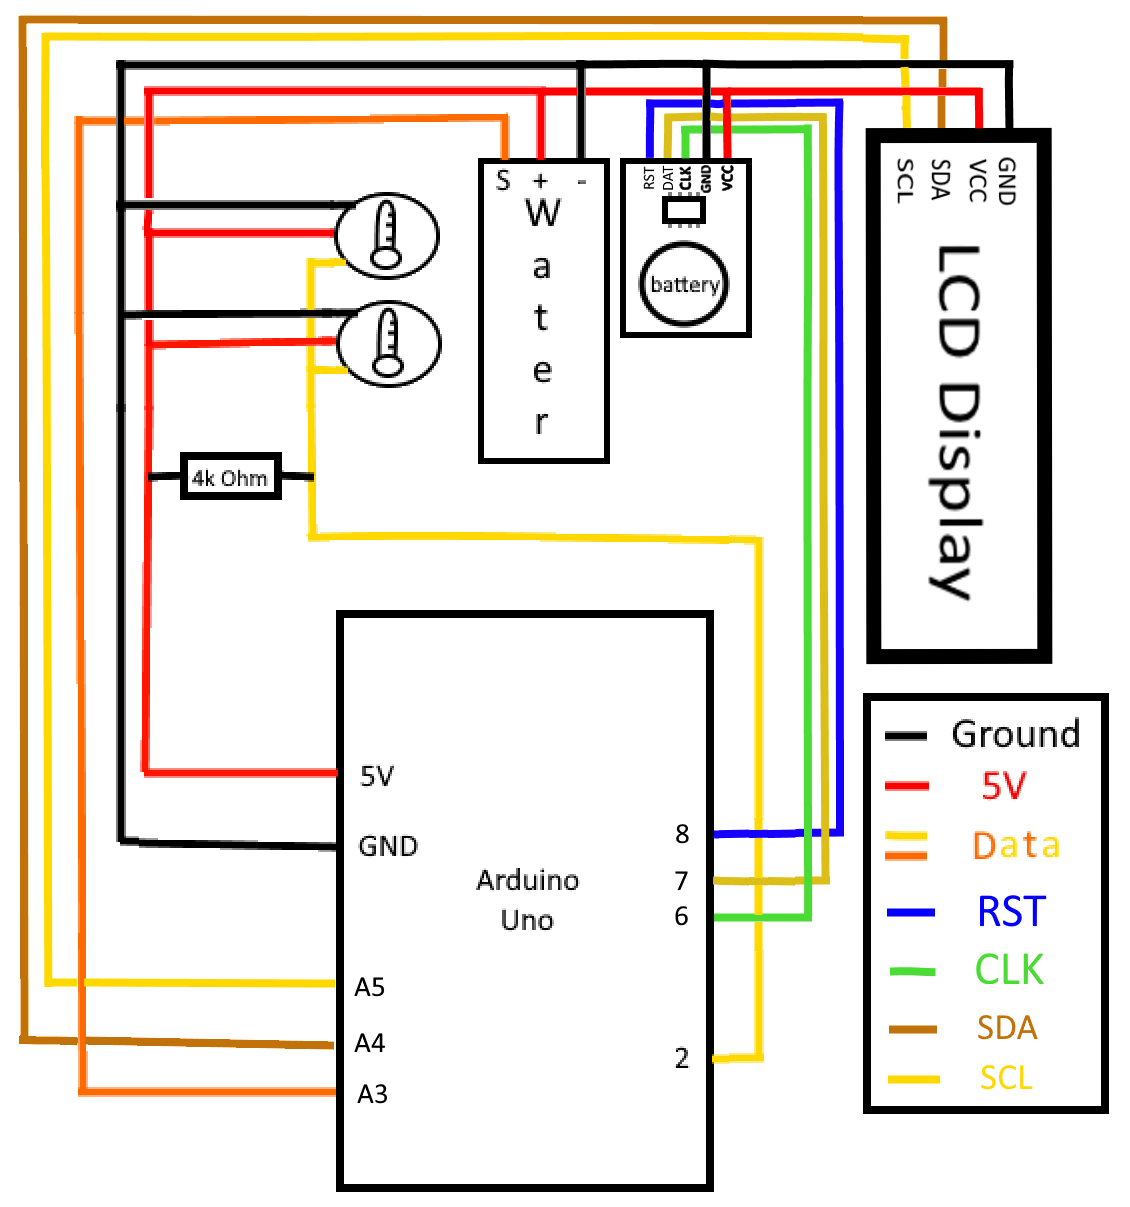 S + -
W
a
t
e
r
RST
DAT
CLK
GND
VCC
battery
SCL
SDA
VCC
GND
LCD Display
4k Ohm
5V
GND
Arduino
Uno
A5
A4
A3
8
7
6
2
Ground
5V
Data
RST
CLK
SDA
SCL